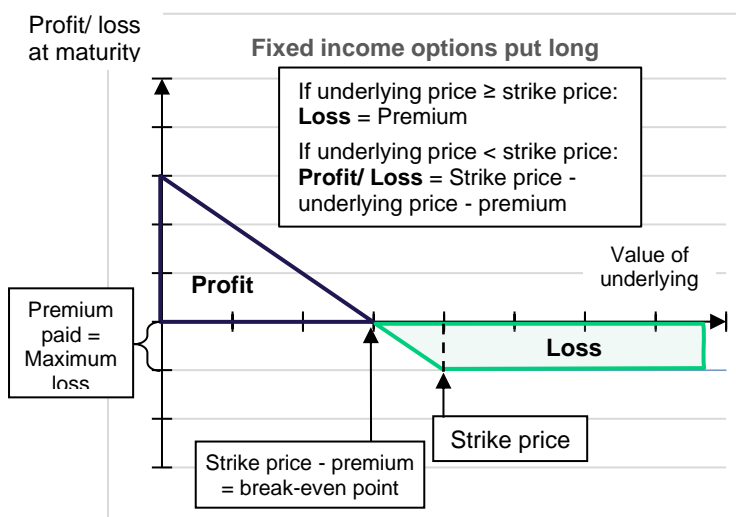 Profit/ loss
at maturity
Fixed income options put long
If underlying price ≥ strike price:
Loss = Premium
If underlying price < strike price:
Profit/ Loss = Strike price -
underlying price - premium
Value of
underlying
Profit
Premium
paid =
Maximum
loss
Loss
Strike price
Strike price - premium
= break-even point